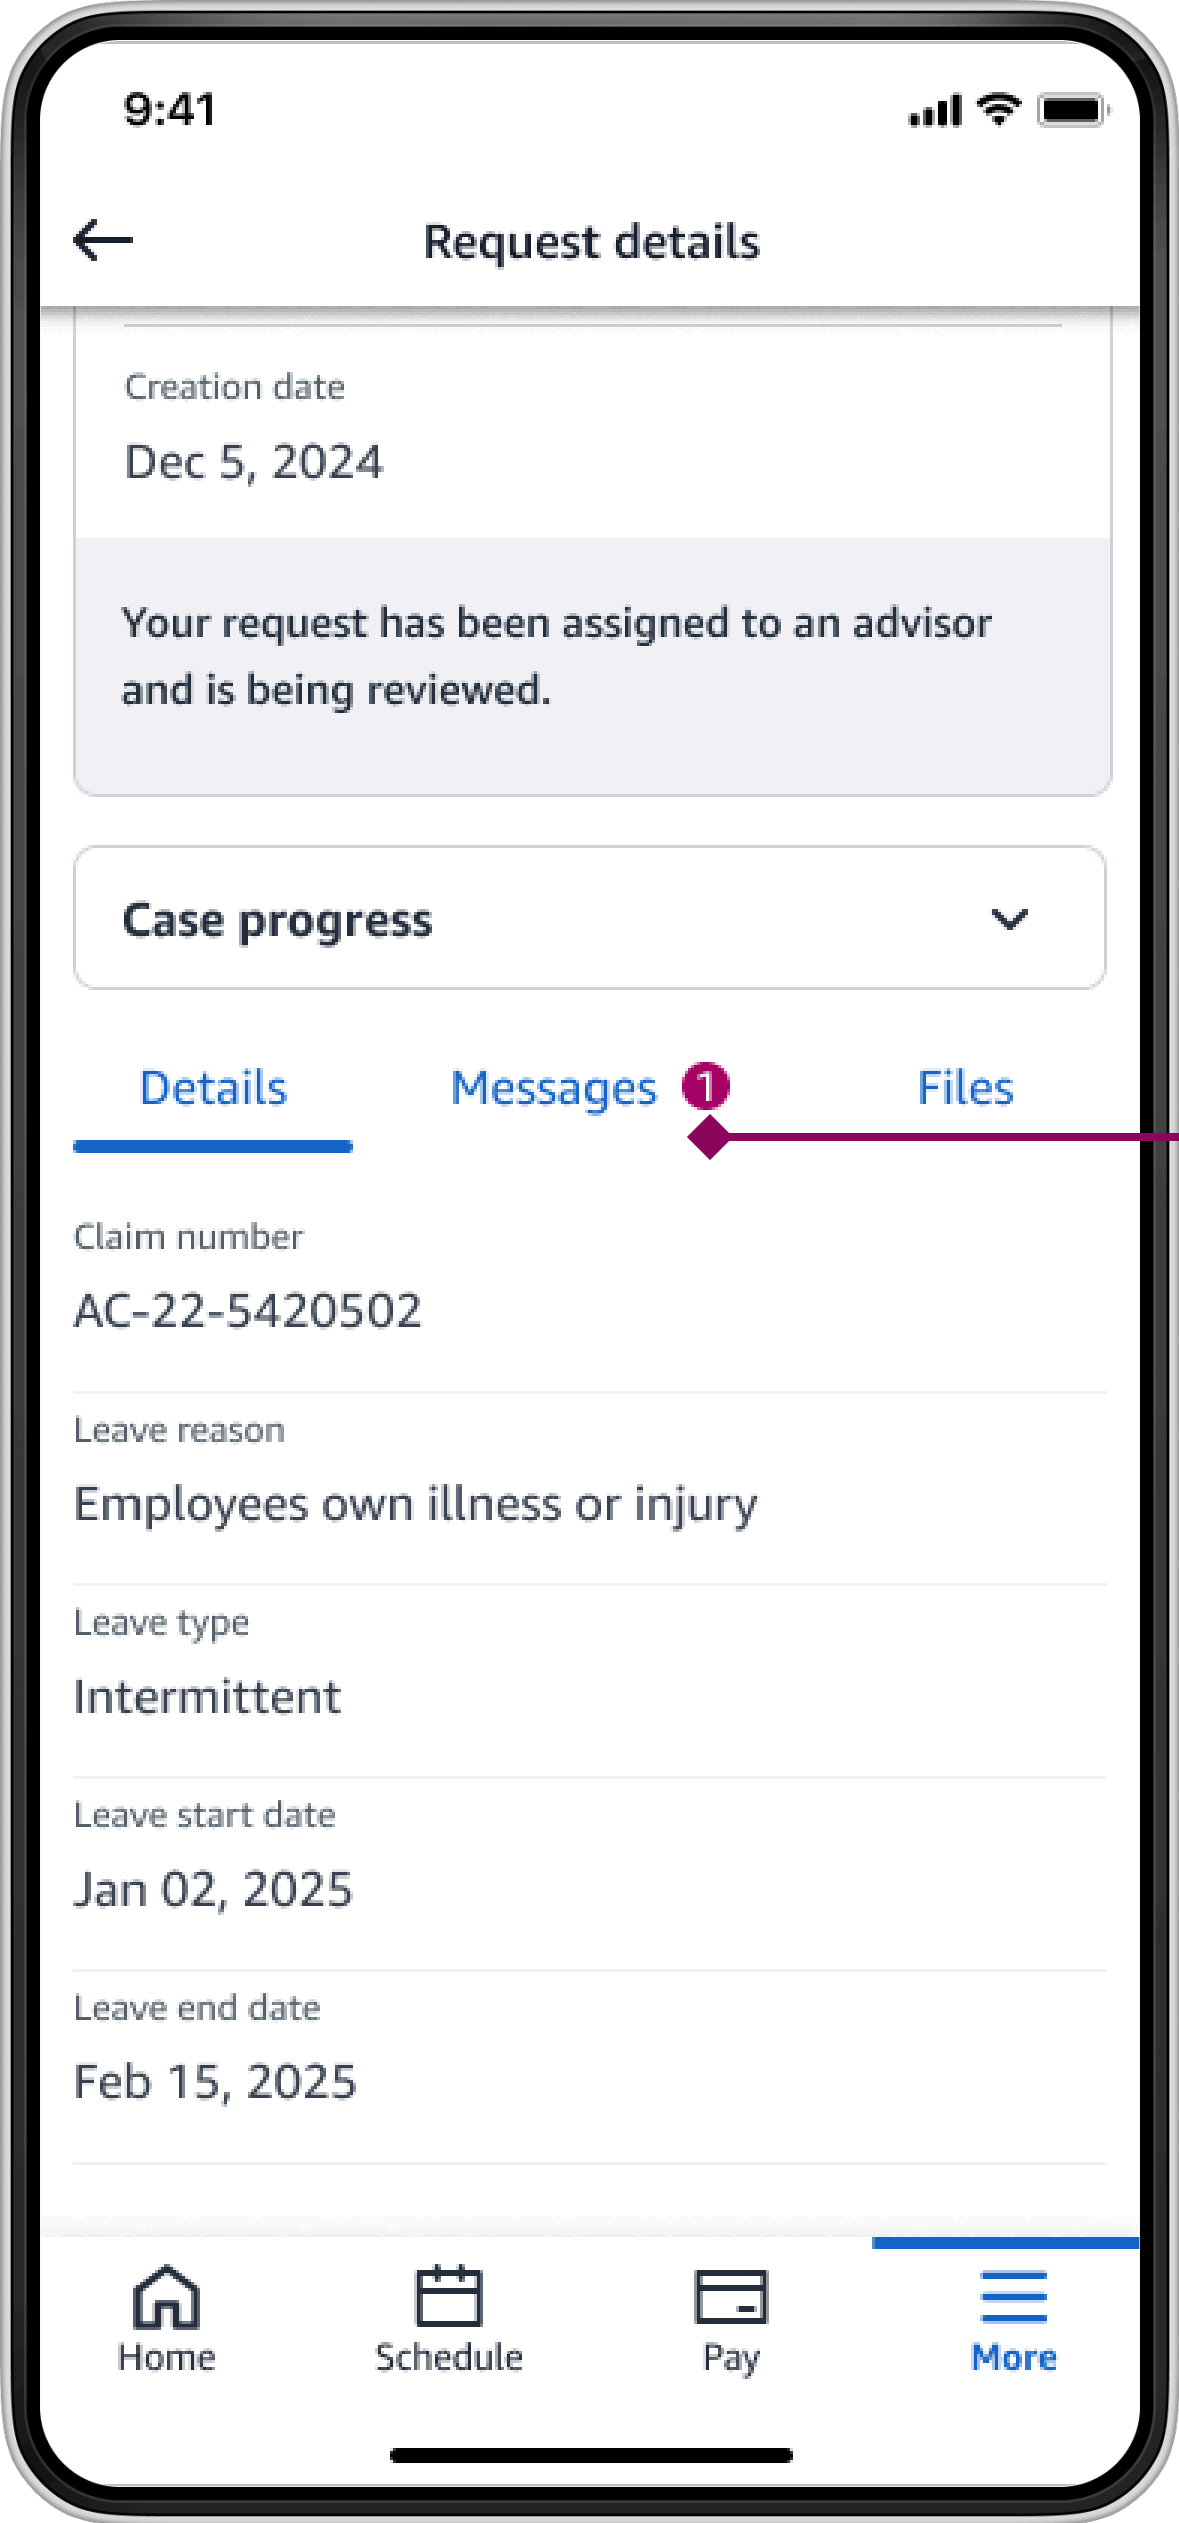 9:41
Request details
Creation date
Dec 5, 2024
Your request has been assigned to an advisor
and is being reviewed.
Case progress
Details Messages 1 Files
Claim number
AC-22-5420502
Leave reason
Employees own illness or injury
Leave type
Intermittent
Leave start date
Jan 02, 2025
Leave end date
Feb 15, 2025
Home Schedule Pay More